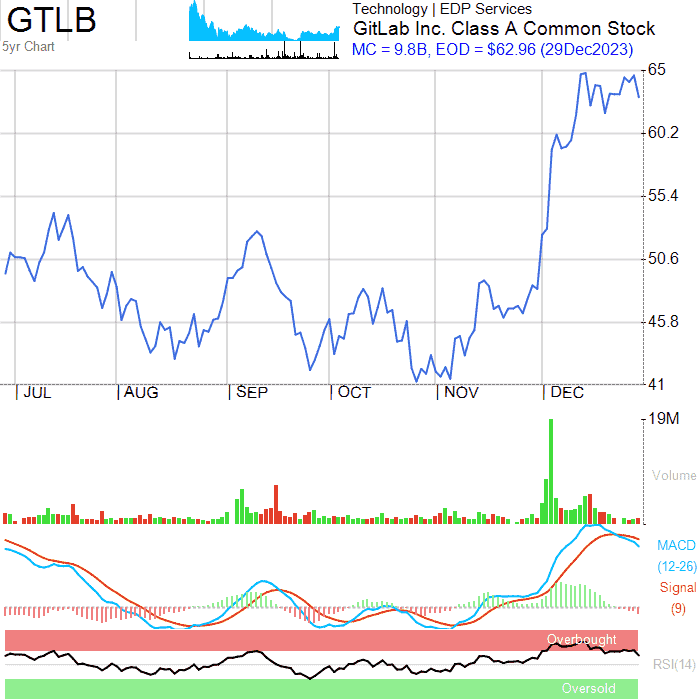 GTLB
5yr Chart
Technology | EDP Services
GitLab Inc. Class A Common Stock
MC = 9.8B, EOD = $62.96 (29Dec2023)
65
60.2
55.4
50.6
45.8
41
JUL AUG SEP OCT NOV DEC
19M
Volume
MACD
(12-26)
Signal
(9)
Overbought
RSI(14)
Oversold